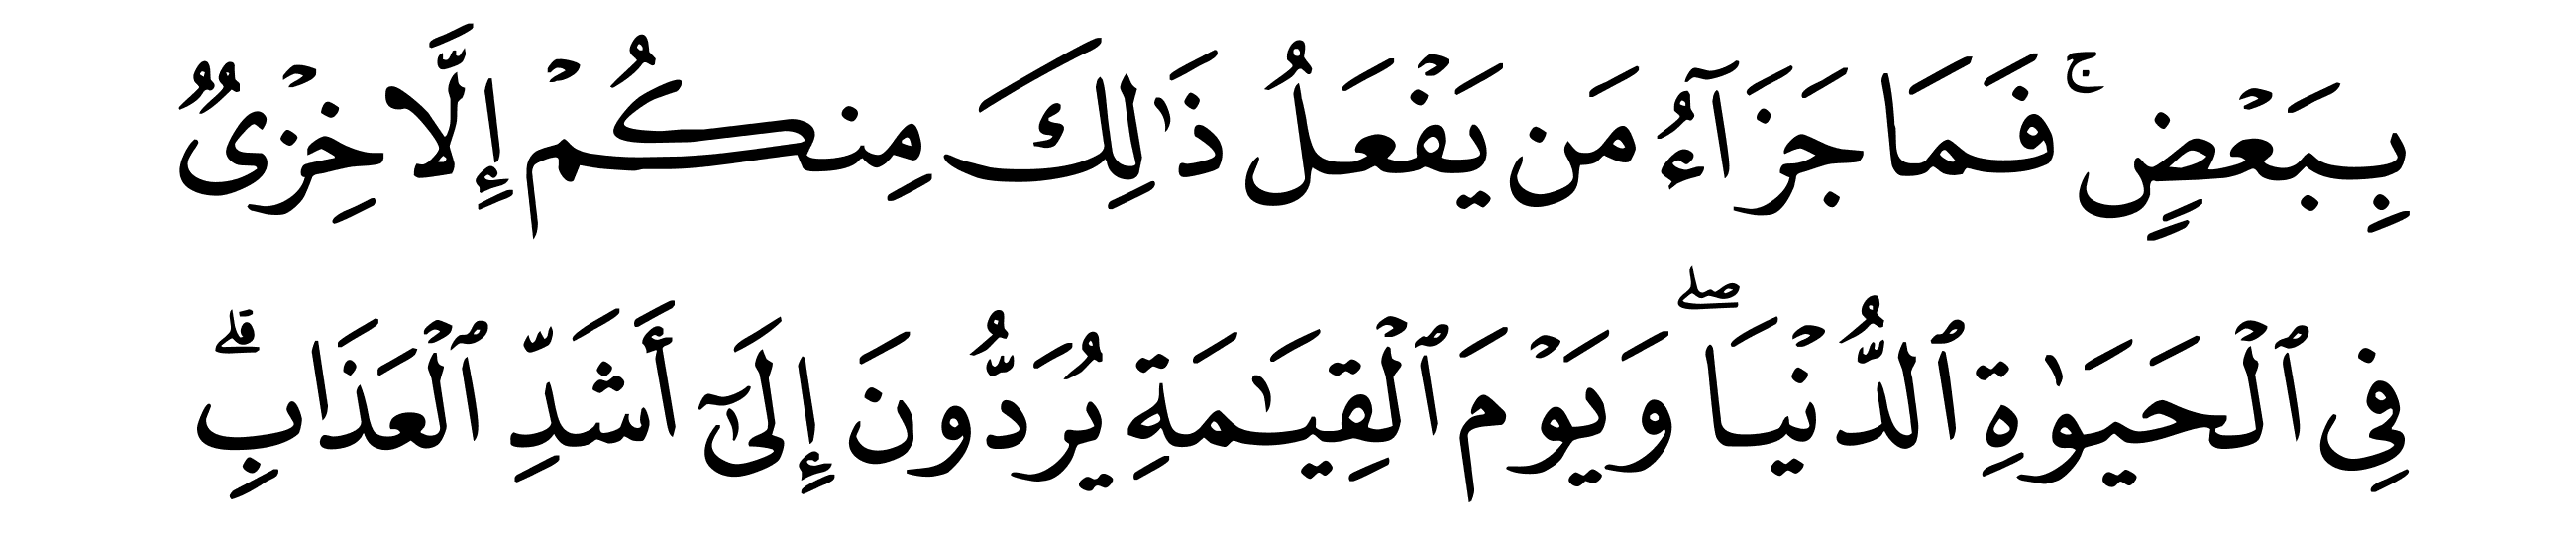 بِبَعۡضٖۚ فَمَا جَزَآءُ مَن يَفۡعَلُ ذَٰلِكَ مِنكُمۡ إِلَّا خِزۡيٞ
فِي ٱلۡحَيَوٰةِ ٱلدُّنۡيَاۖ وَيَوۡمَ ٱلۡقِيَٰمَةِ يُرَدُّونَ إِلَىٰٓ أَشَدِّ ٱلۡعَذَابِۗ